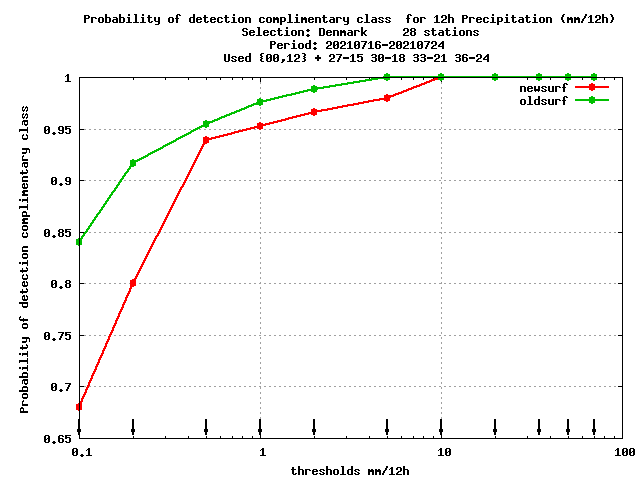 Probability of detection complimentary class  for 12h Precipitation (mm/12h)
Selection: Denmark     28 stations
Period: 20210716-20210724
Used {00,12} + 27-15 30-18 33-21 36-24
newsurf
oldsurf
Probability of detection complimentary class
1
0.95
0.9
0.85
0.8
0.75
0.7
0.65
0.1
1
10
100
thresholds mm/12h